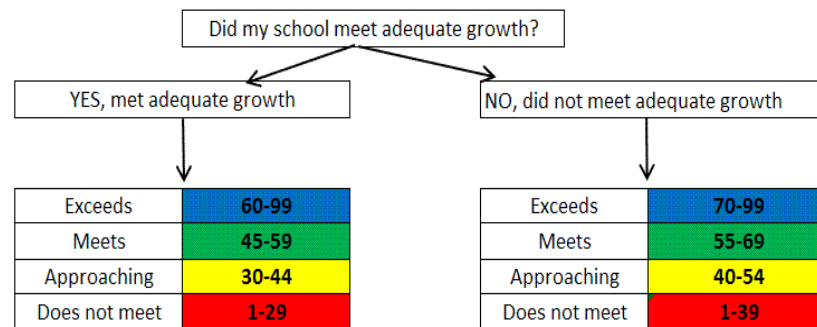 Did my school meet adequate growth?
YES, met adequate growth
NO, did not meet adequate growth
Exceeds 60-99
Meets 45-59
Approaching 30-44
Does not meet 1-29
Exceeds 70-99
Meets 55-69
Approaching 40-54
Does not meet 1-39